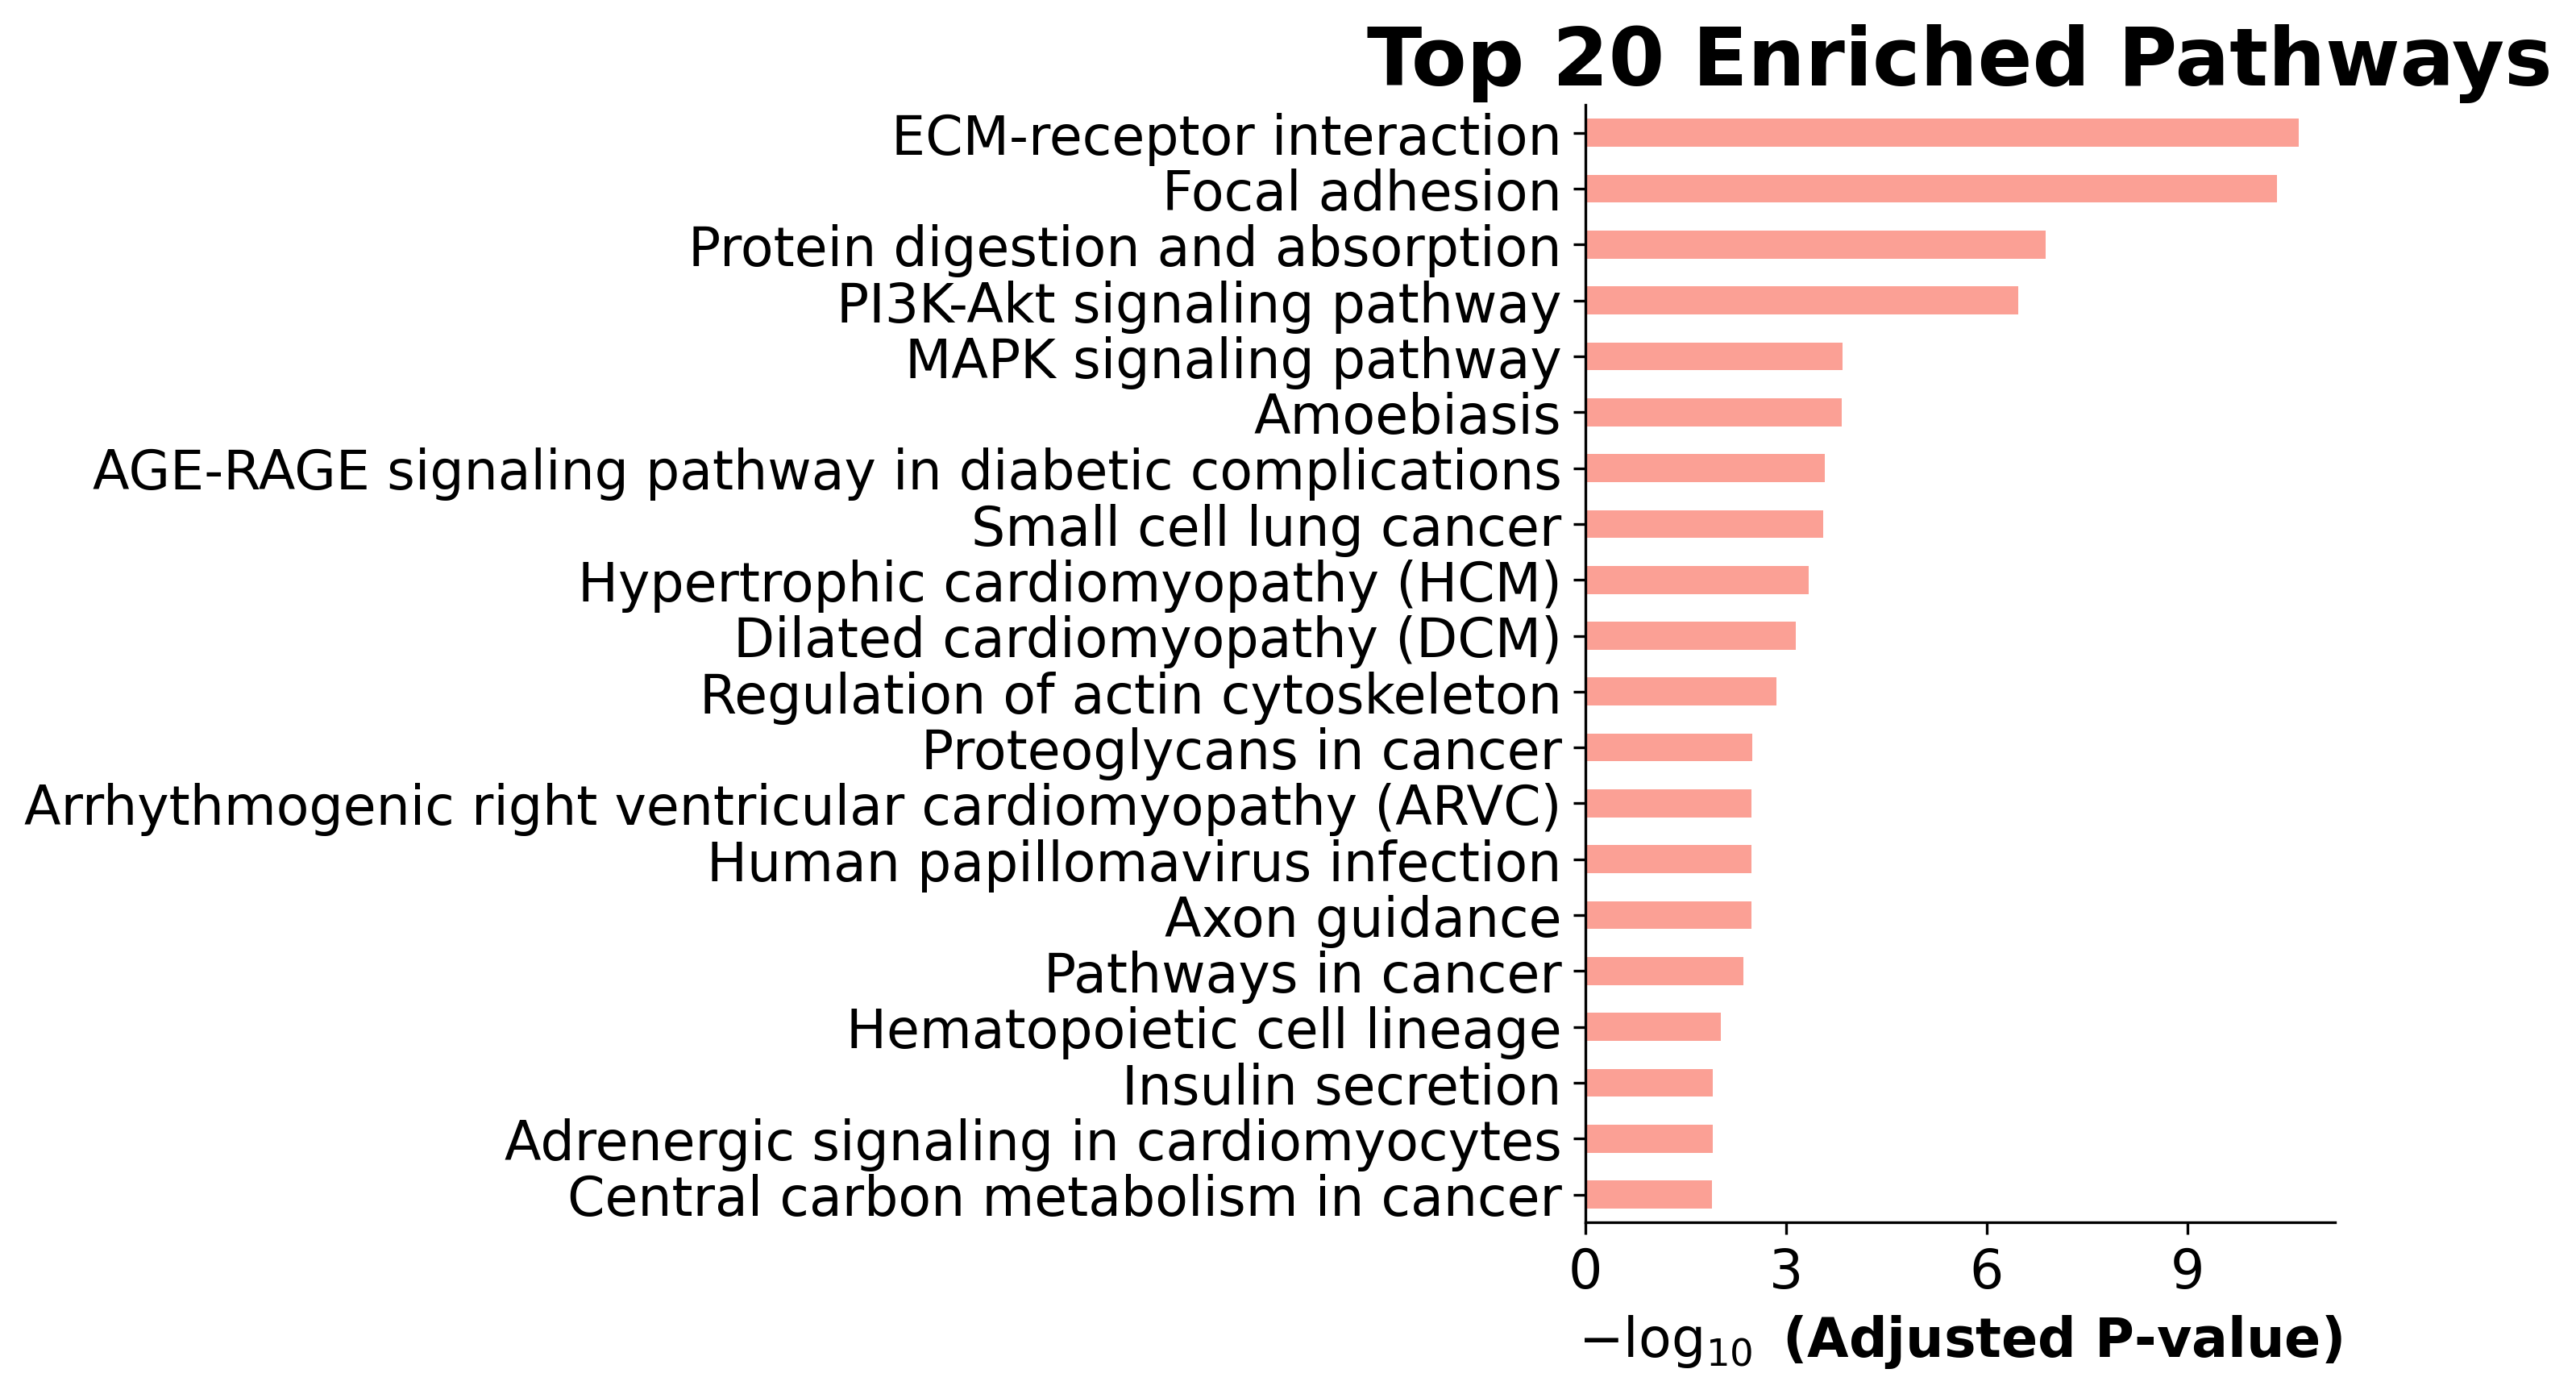 Top 20 Enriched Pathways
ECM-receptor interaction
Focal adhesion
Protein digestion and absorption
PI3K-Akt signaling pathway
MAPK signaling pathway
Amoebiasis
AGE-RAGE signaling pathway in diabetic complications
Small cell lung cancer
Hypertrophic cardiomyopathy (HCM)
Dilated cardiomyopathy (DCM)
Regulation of actin cytoskeleton
Proteoglycans in cancer
Arrhythmogenic right ventricular cardiomyopathy (ARVC)
Human papillomavirus infection
Axon guidance
Pathways in cancer
Hematopoietic cell lineage
Insulin secretion
Adrenergic signaling in cardiomyocytes
Central carbon metabolism in cancer
0 3 6 9
−log₁₀ (Adjusted P-value)